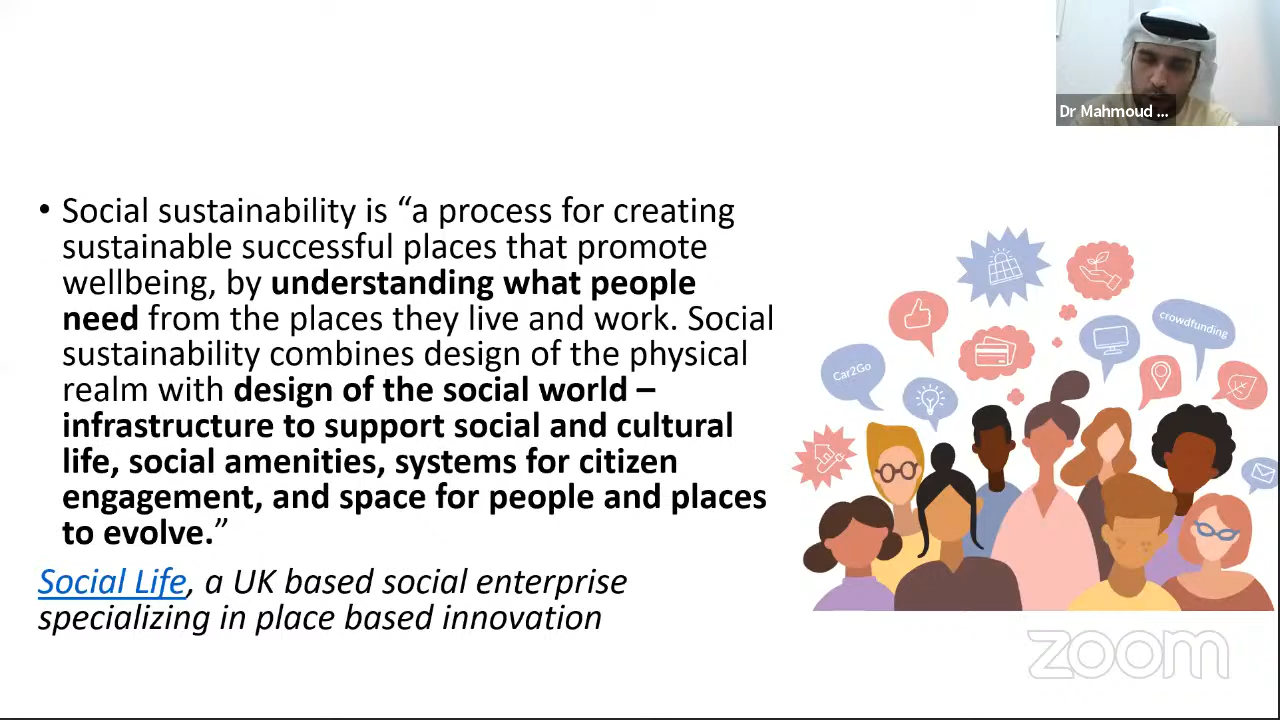 Dr Mahmoud ...
• Social sustainability is “a process for creating
sustainable successful places that promote
wellbeing, by understanding what people
need from the places they live and work. Social
sustainability combines design of the physical
realm with design of the social world –
infrastructure to support social and cultural
life, social amenities, systems for citizen
engagement, and space for people and places
to evolve.”
Social Life, a UK based social enterprise
specializing in place based innovation
crowdfunding
Car2Go
zoom